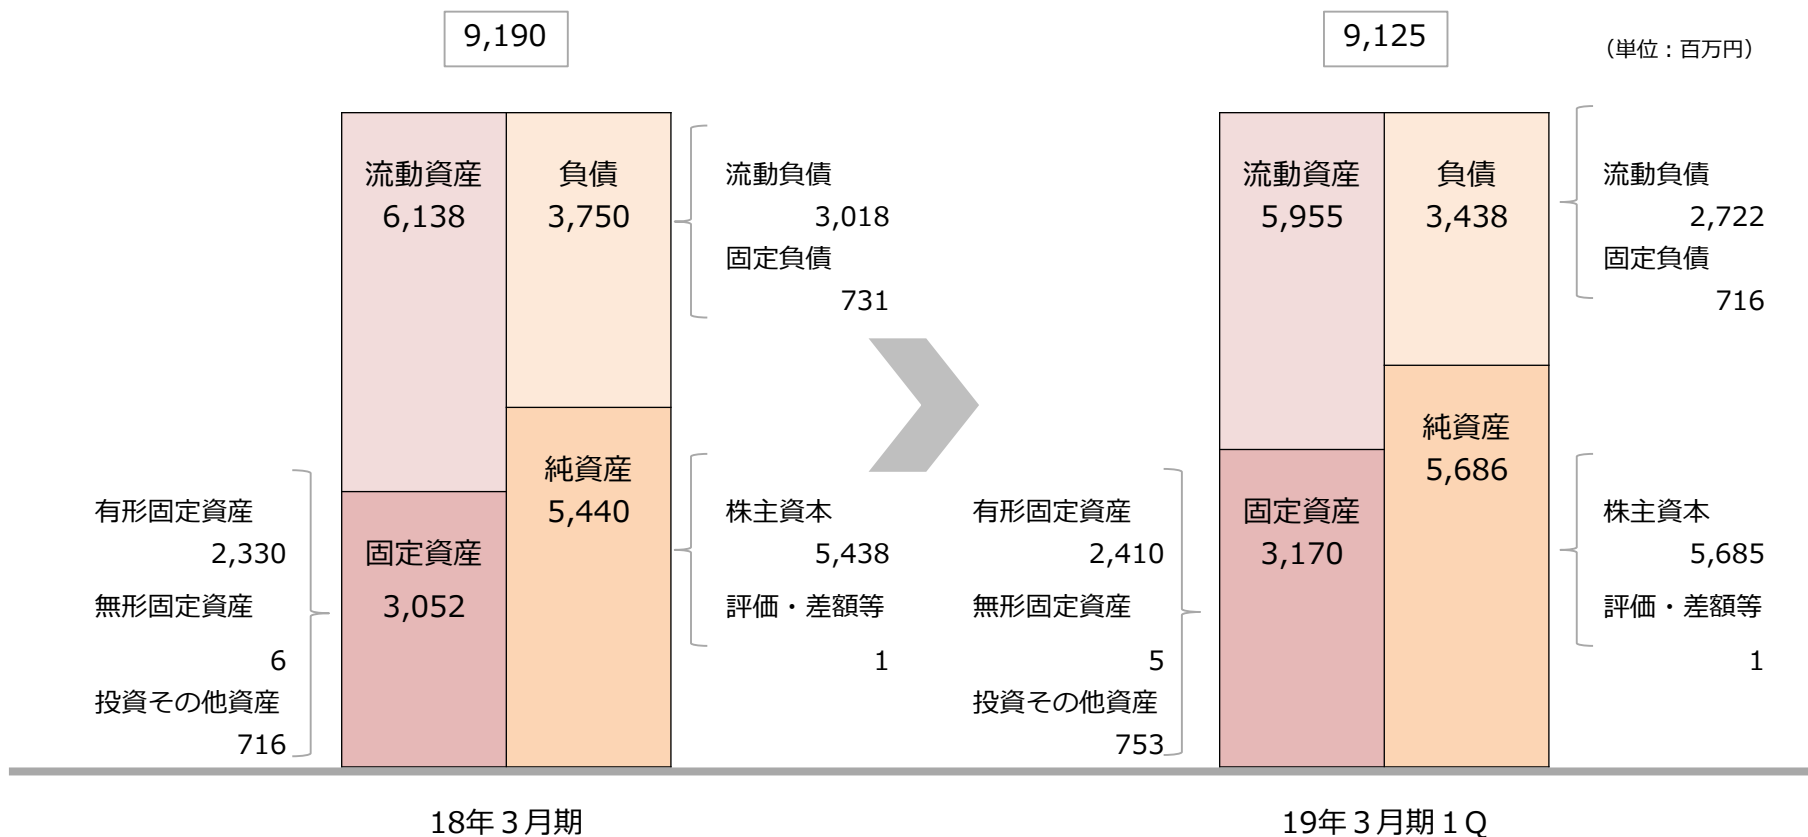 9,190
9,125
（単位：百万円）
流動資産
6,138
負債
3,750
流動負債
3,018
固定負債
731
有形固定資産
2,330
無形固定資産
6
投資その他資産
716
固定資産
3,052
純資産
5,440
株主資本
5,438
評価・差額等
1
18年３月期
流動資産
5,955
負債
3,438
流動負債
2,722
固定負債
716
有形固定資産
2,410
無形固定資産
5
投資その他資産
753
固定資産
3,170
純資産
5,686
株主資本
5,685
評価・差額等
1
19年３月期１Q